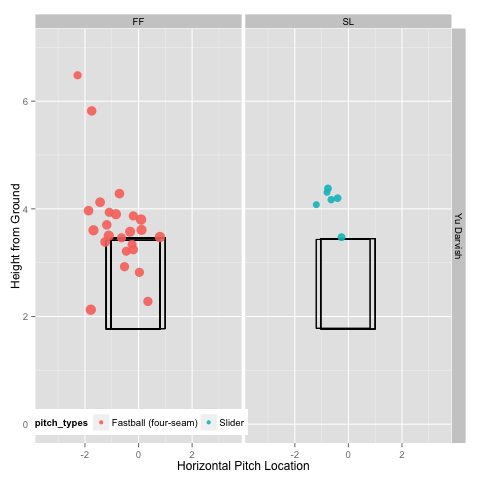 FF
SL
6
4
2
0
Height from Ground
Yu Darvish
pitch_types Fastball (four-seam) Slider
-2 0 2 -2 0 2
Horizontal Pitch Location